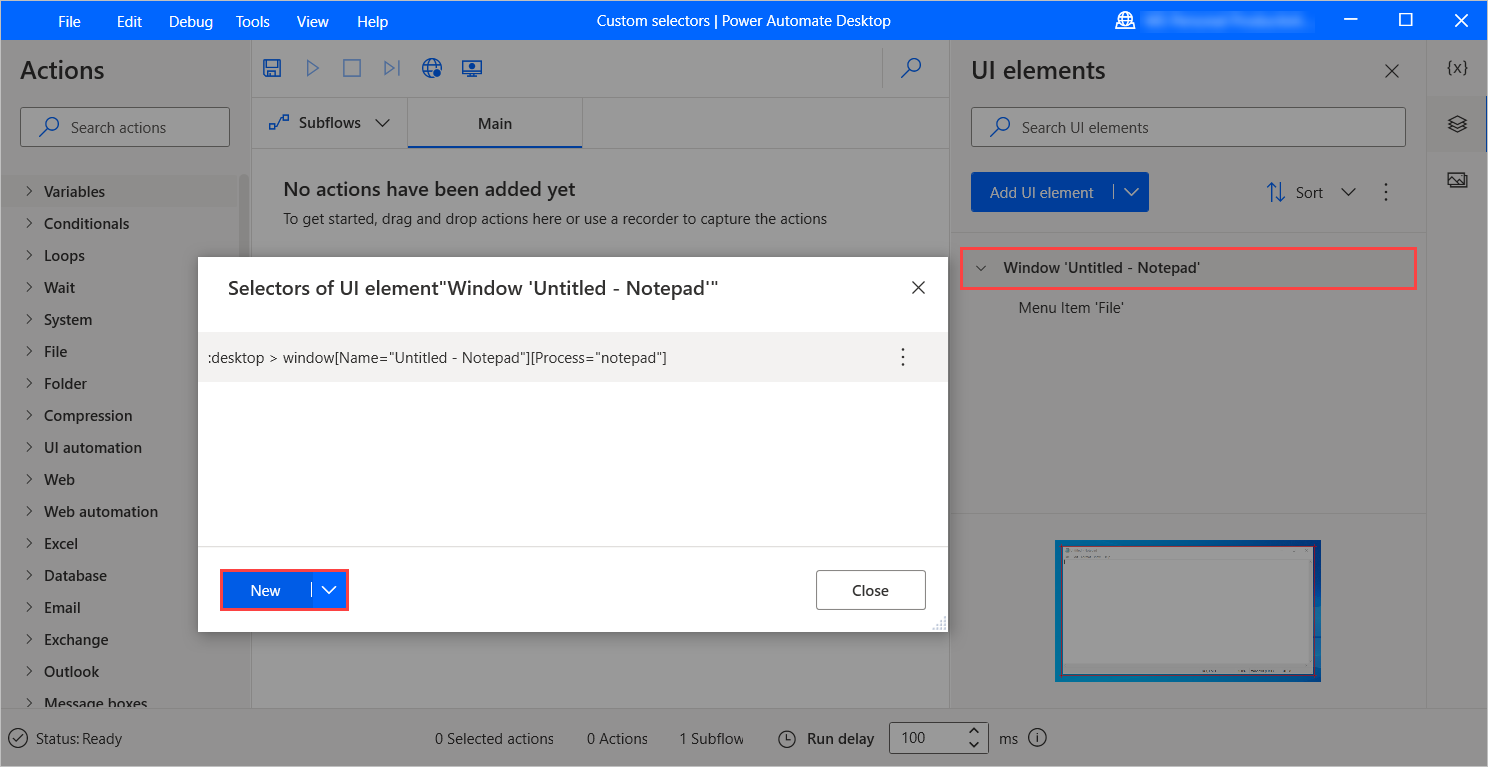 File Edit Debug Tools View Help Custom selectors | Power Automate Desktop
Actions
Search actions
Variables
Conditionals
Loops
Wait
System
File
Folder
Compression
UI automation
Web
Web automation
Excel
Database
Email
Exchange
Outlook
Message boxes
Subflows
Main
No actions have been added yet
To get started, drag and drop actions here or use a recorder to capture the actions
Selectors of UI element"Window 'Untitled - Notepad'"
:desktop > window[Name="Untitled - Notepad"][Process="notepad"]
New
Close
UI elements
{x}
Search UI elements
Add UI element
Sort
Window 'Untitled - Notepad'
Menu Item 'File'
Status: Ready 0 Selected actions 0 Actions 1 Subflow Run delay 100 ms